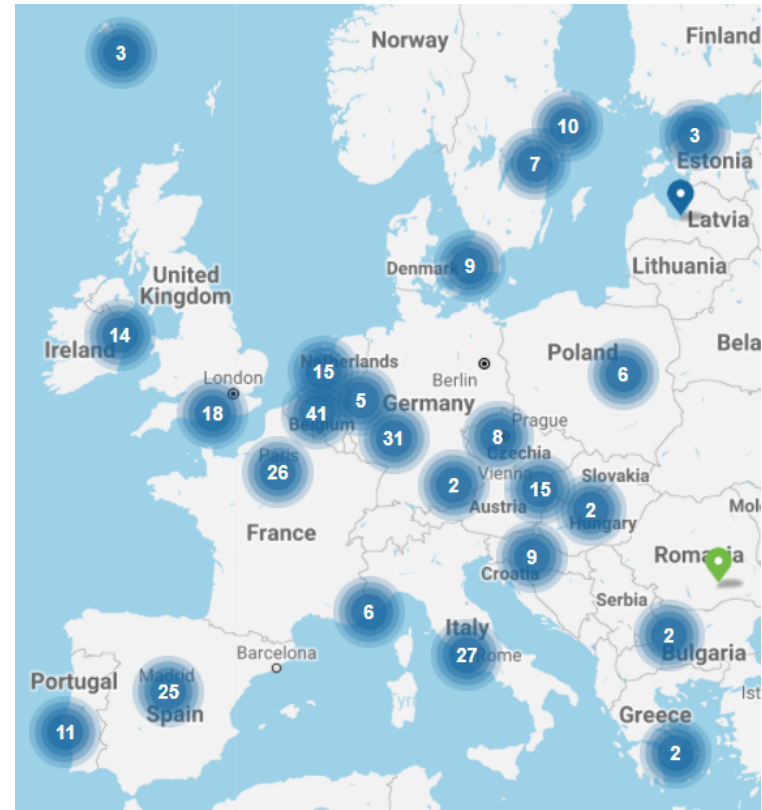 3
Norway
Finland
10
3
7
Estonia
Latvia
Denmark
9
Lithuania
United
Kingdom
14
Ireland
Netherlands
15
Berlin
Poland
Bela
6
London
5
18
41
Germany
Belgium
31
Prague
8
Czechia
Paris
26
Vienna
Slovakia
2
15
Austria
2
Hungary
Mol
France
9
Croatia
Romania
Serbia
6
Italy
27
Rome
2
Bulgaria
Barcelona
Portugal
Madrid
25
Spain
Tyrr
Ist
Greece
11
2